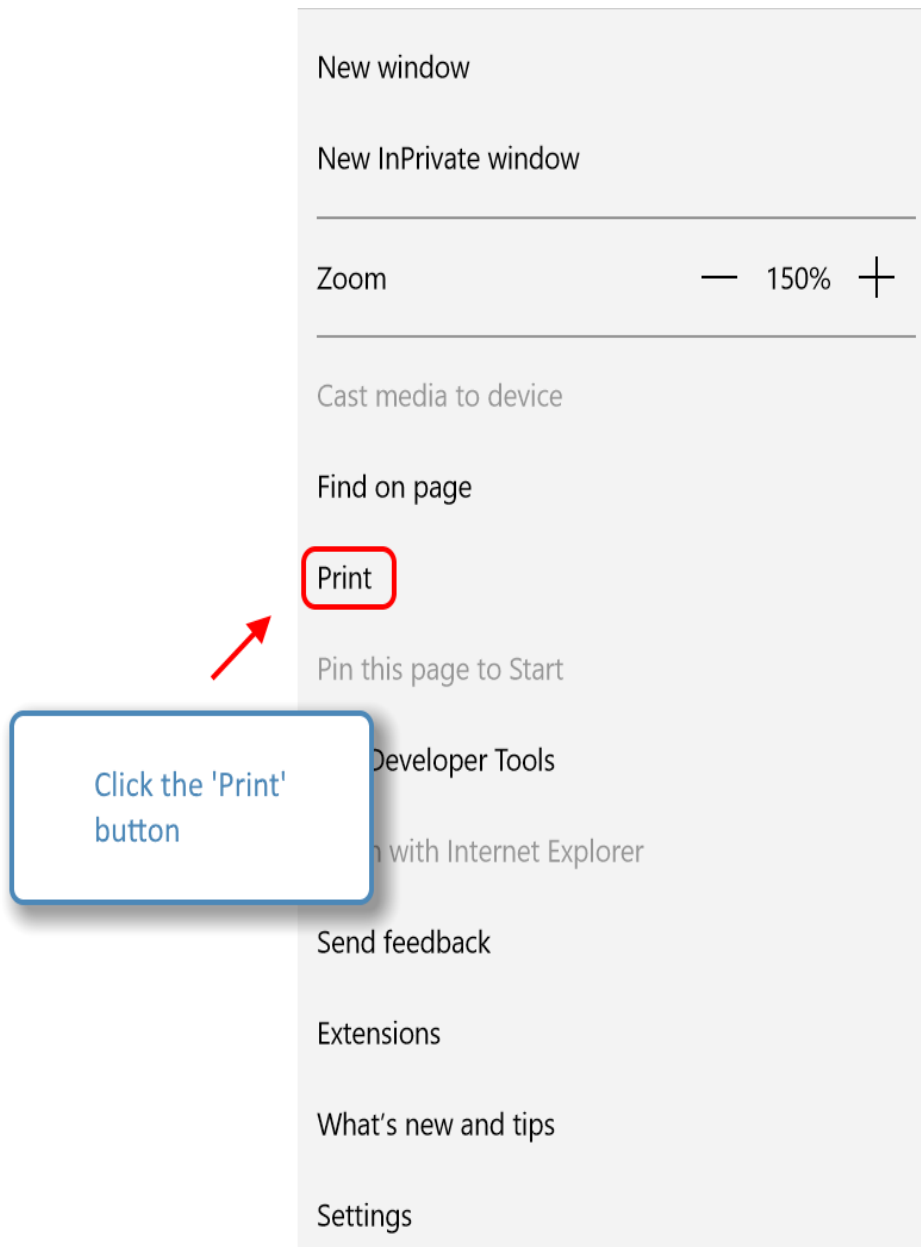 New window
New InPrivate window
Zoom — 150% +
Cast media to device
Find on page
Print
Pin this page to Start
Developer Tools
Click the 'Print'
button
with Internet Explorer
Send feedback
Extensions
What's new and tips
Settings